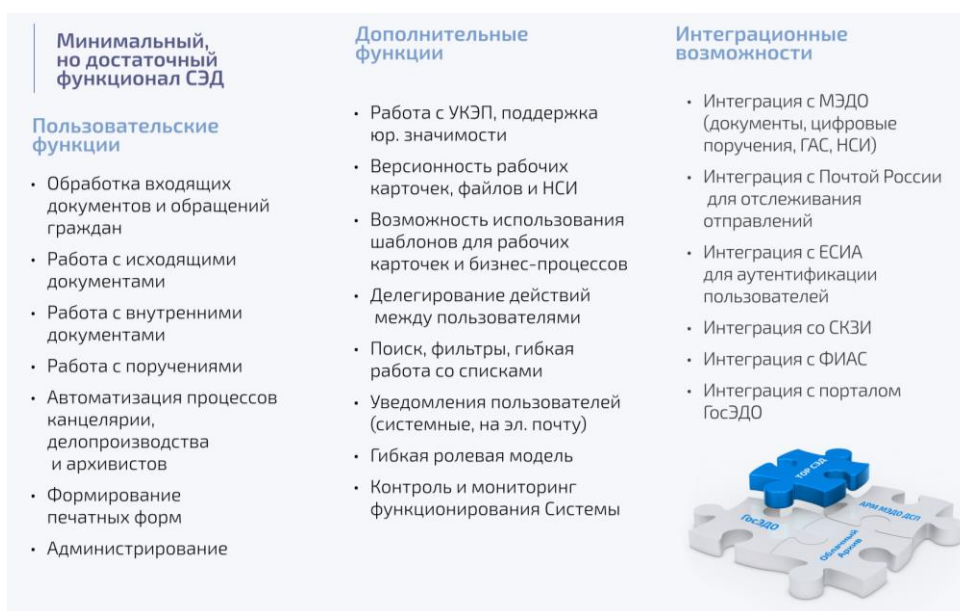 Минимальный,
но достаточный
функционал СЭД
Пользовательские
функции
• Обработка входящих
документов и обращений
граждан
• Работа с исходящими
документами
• Работа с внутренними
документами
• Работа с поручениями
• Автоматизация процессов
канцелярии,
делопроизводства
и архивистов
• Формирование
печатных форм
• Администрирование
Дополнительные
функции
• Работа с УКЭП, поддержка
юр. значимости
• Версионность рабочих
карточек, файлов и НСИ
• Возможность использования
шаблонов для рабочих
карточек и бизнес-процессов
• Делегирование действий
между пользователями
• Поиск, фильтры, гибкая
работа со списками
• Уведомления пользователей
(системные, на эл. почту)
• Гибкая ролевая модель
• Контроль и мониторинг
функционирования Системы
Интеграционные
возможности
• Интеграция с МЭДО
(документы, цифровые
поручения, ГАС, НСИ)
• Интеграция с Почтой России
для отслеживания
отправлений
• Интеграция с ЕСИА
для аутентификации
пользователей
• Интеграция со СКЗИ
• Интеграция с ФИАС
• Интеграция с порталом
ГосЭДО
ТОР СЭД
ГосЭДО
АРМ МЭДО ДСП
Облачный
Архив